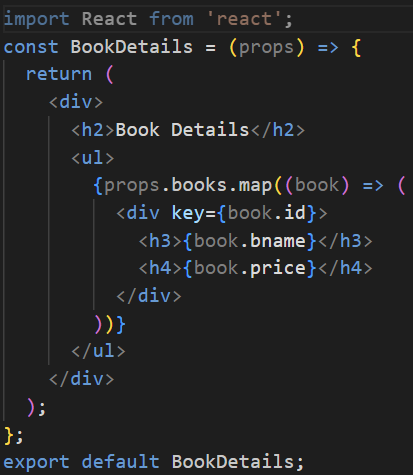 import React from 'react';
const BookDetails = (props) => {
  return (
    <div>
      <h2>Book Details</h2>
      <ul>
        {props.books.map((book) => (
          <div key={book.id}>
            <h3>{book.bname}</h3>
            <h4>{book.price}</h4>
          </div>
        ))}
      </ul>
    </div>
  );
};
export default BookDetails;